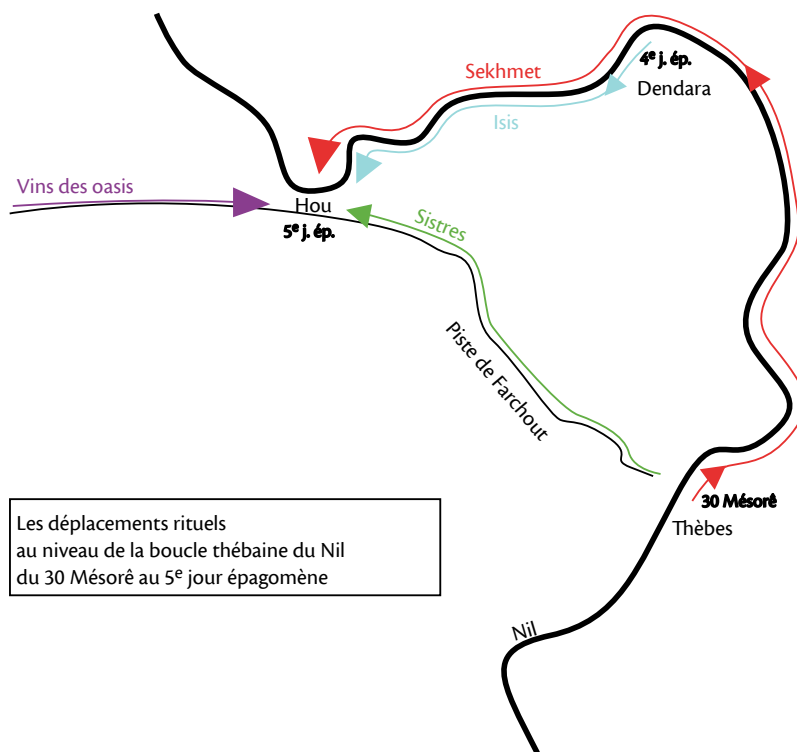 Sekhmet
4e j. ép.
Dendara
Isis
Vins des oasis
Hou
5e j. ép.
Sistres
Piste de Farchout
30 Mésorê
Thèbes
Les déplacements rituels
au niveau de la boucle thébaine du Nil
du 30 Mésorê au 5e jour épagomène
Nil